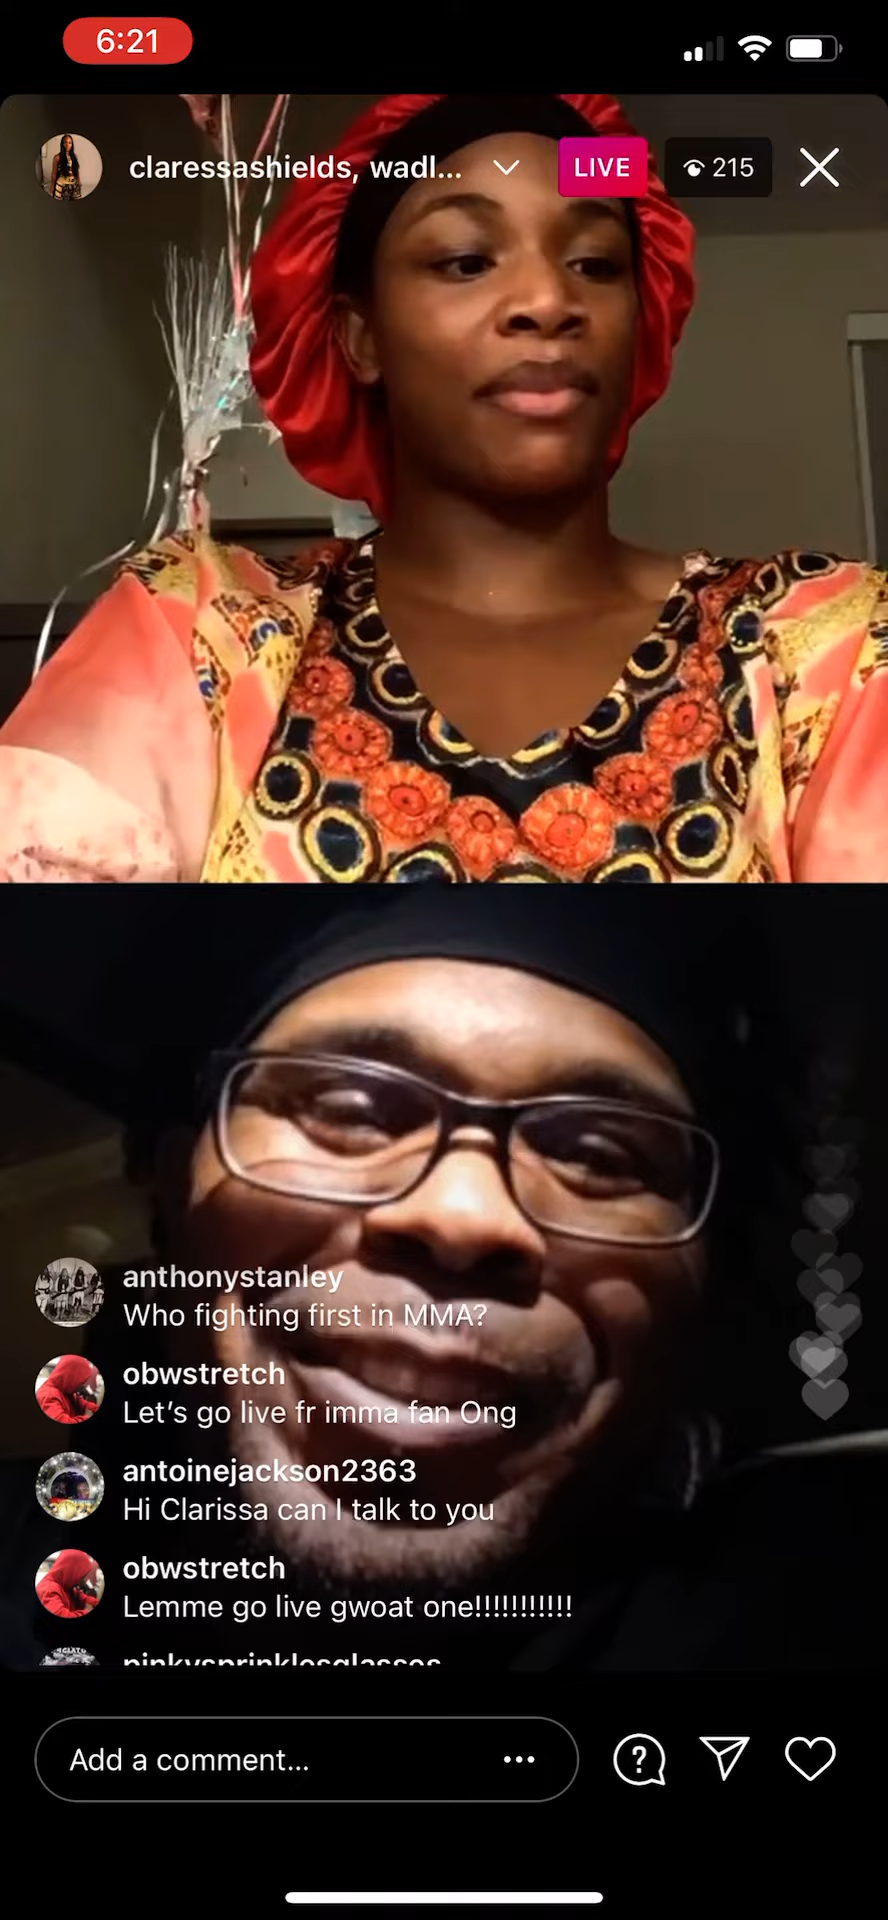 6:21
claressashields, wadl...
LIVE
215
anthonystanley
Who fighting first in MMA?
obwstretch
Let's go live fr imma fan Ong
antoinejackson2363
Hi Clarissa can I talk to you
obwstretch
Lemme go live gwoat one!!!!!!!!!!!
pinkysprinklesglasses
Add a comment...